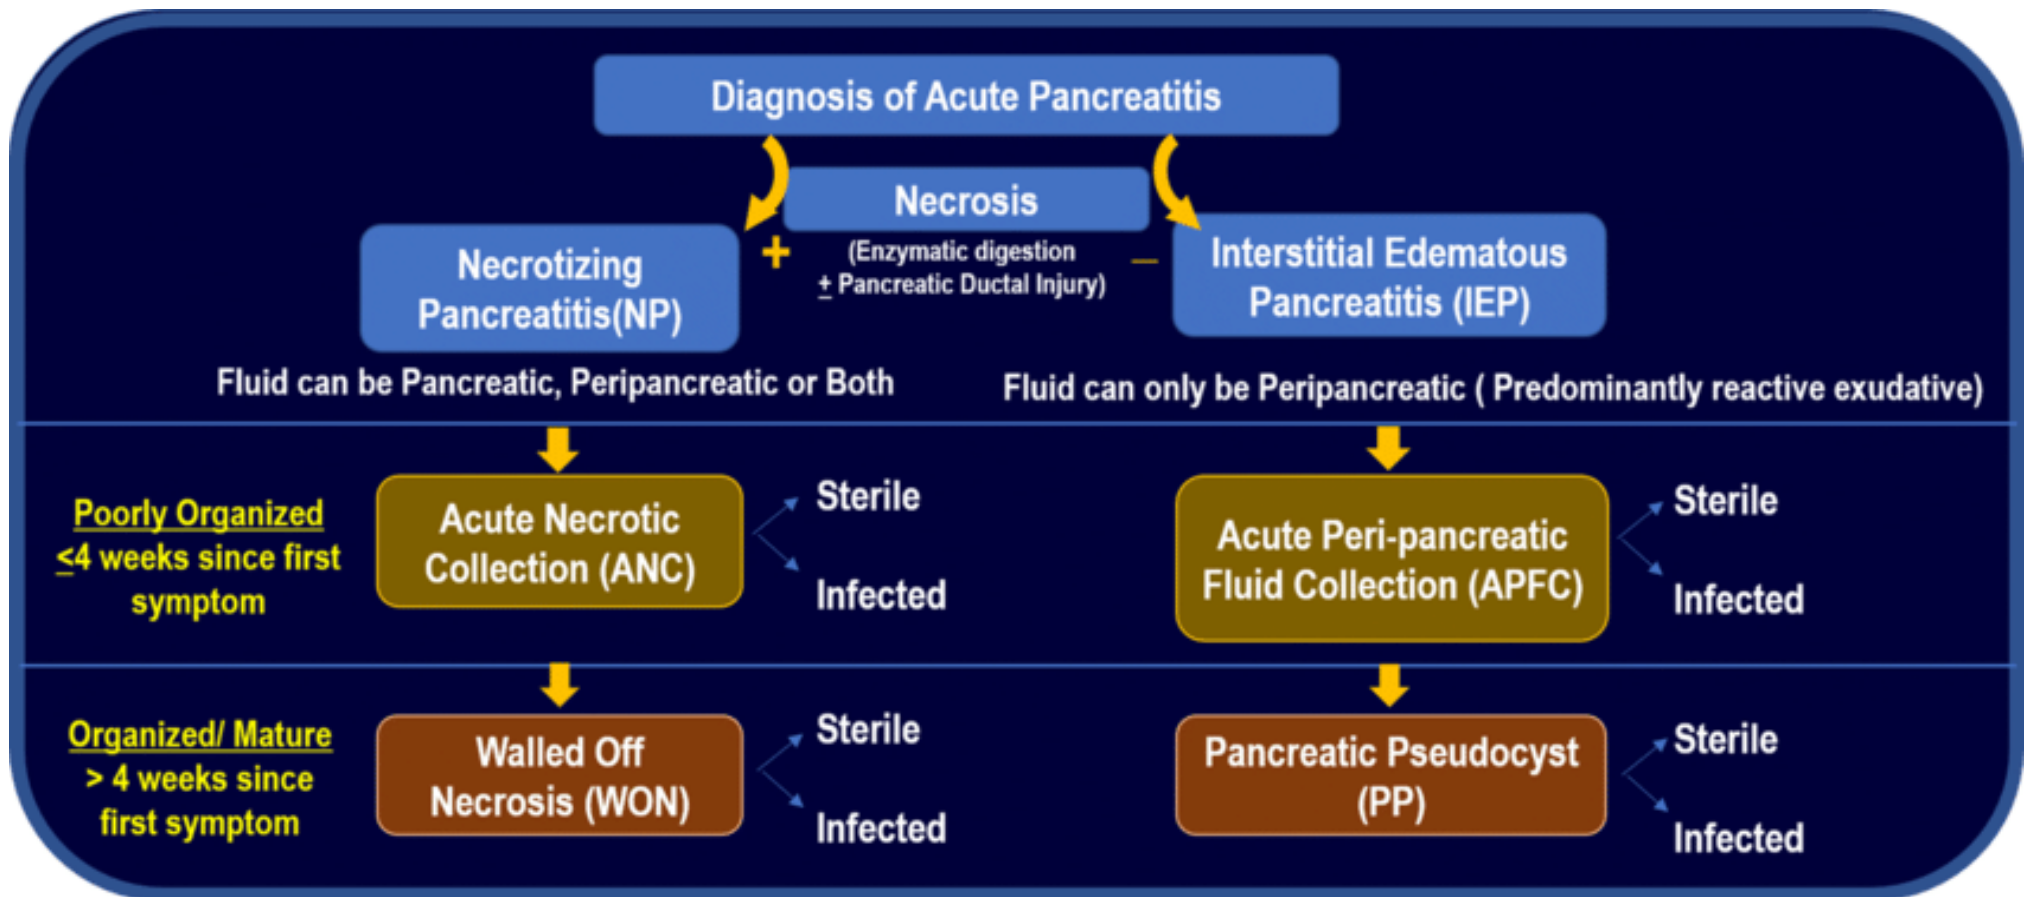 Diagnosis of Acute Pancreatitis
Necrosis
(Enzymatic digestion
± Pancreatic Ductal Injury)
+
–
Necrotizing
Pancreatitis(NP)
Interstitial Edematous
Pancreatitis (IEP)
Fluid can be Pancreatic, Peripancreatic or Both
Fluid can only be Peripancreatic ( Predominantly reactive exudative)
Poorly Organized
≤4 weeks since first
symptom
Acute Necrotic
Collection (ANC)
Sterile
Infected
Acute Peri-pancreatic
Fluid Collection (APFC)
Sterile
Infected
Organized/ Mature
> 4 weeks since
first symptom
Walled Off
Necrosis (WON)
Sterile
Infected
Pancreatic Pseudocyst
(PP)
Sterile
Infected